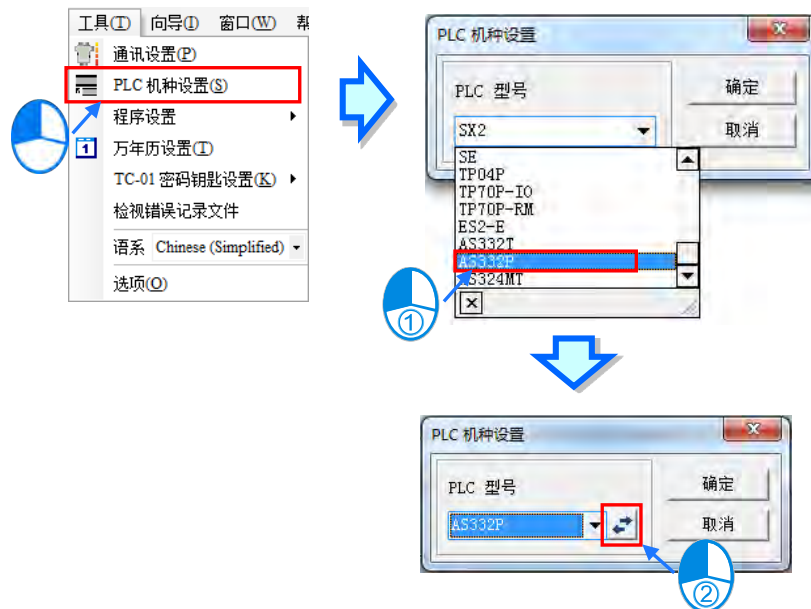 工具(T) 向导(I) 窗口(W)
通讯设置(P)
PLC 机种设置(S)
程序设置
万年历设置(T)
1
TC-01 密码钥匙设置(K)
检视错误记录文件
语系 Chinese (Simplified)
选项(O)
PLC 机种设置
PLC 型号
确定
SX2
取消
SE
TP04P
TP70P-IO
TP70P-RM
ES2-E
AS332T
AS332P
AS324MT
①
PLC 机种设置
PLC 型号
确定
AS332P
取消
②